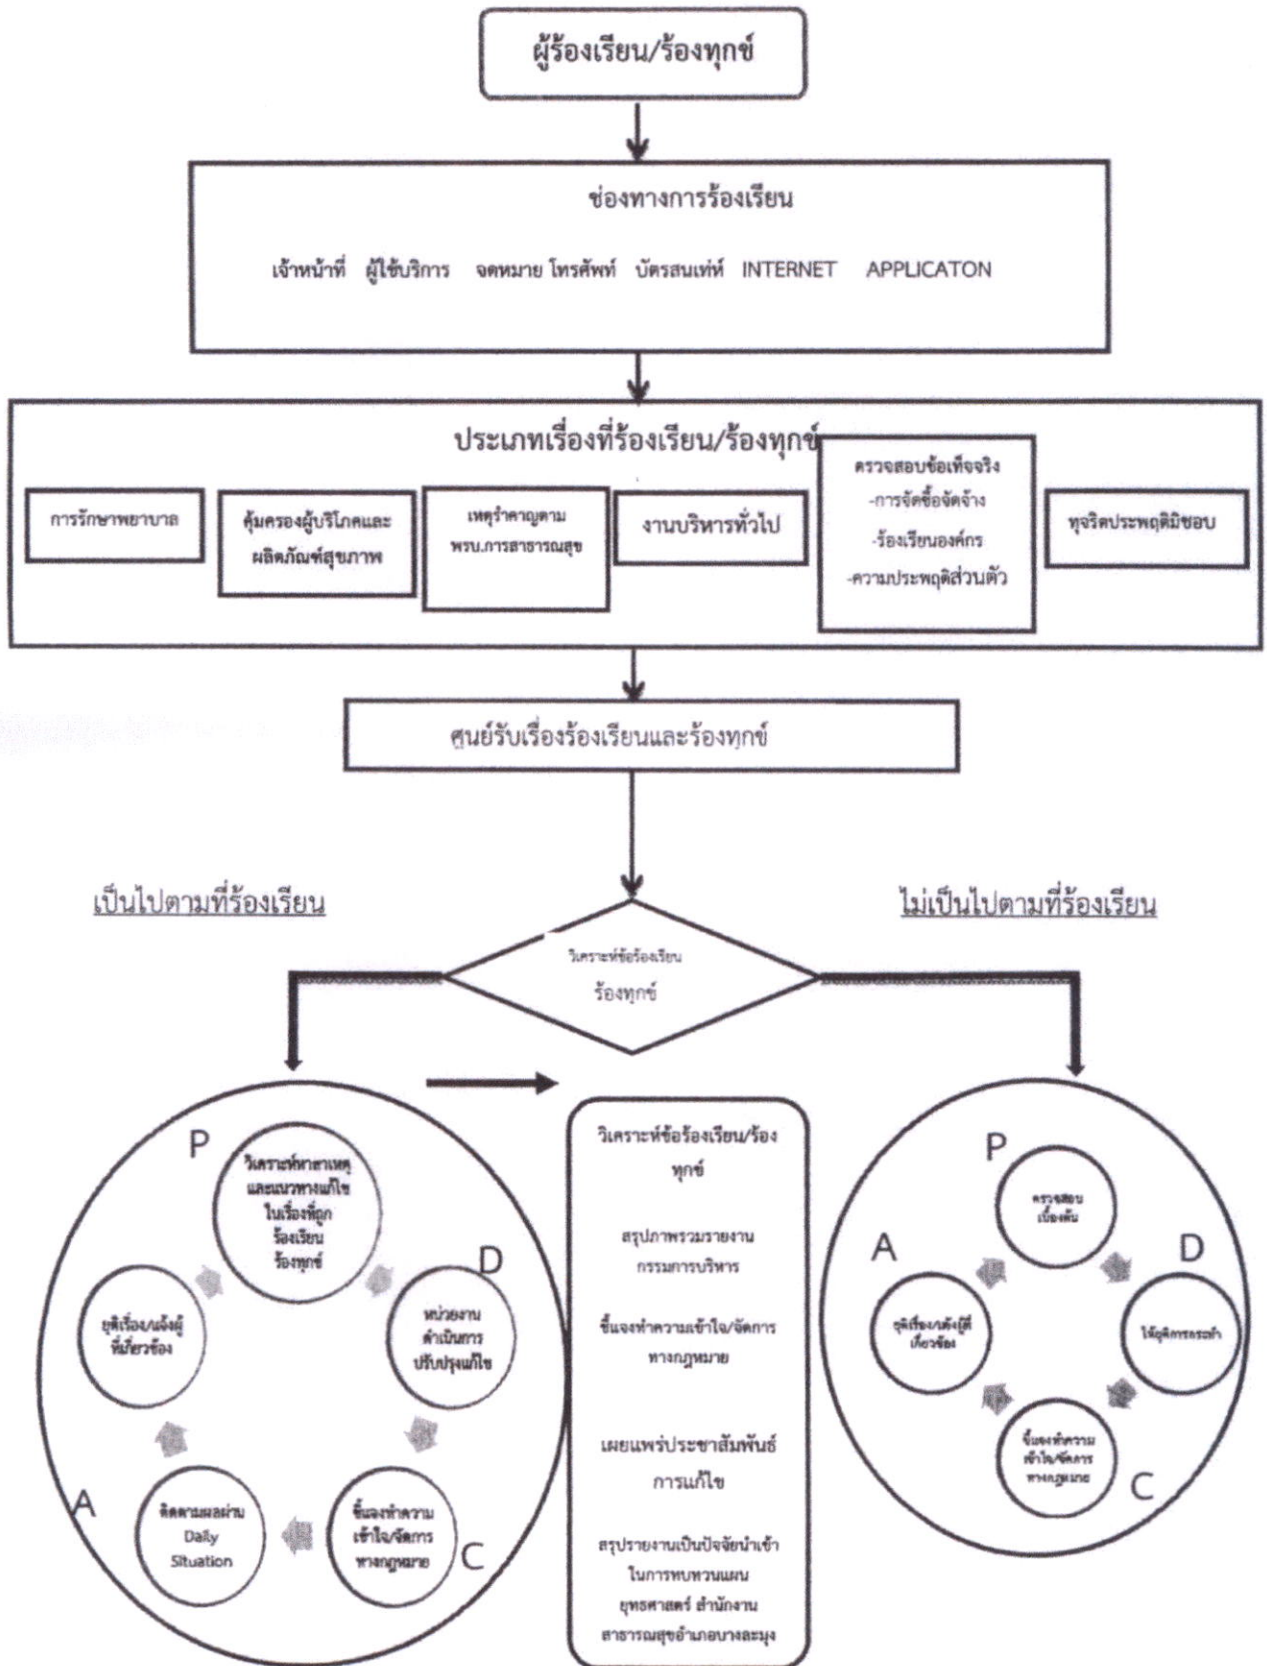 ผู้ร้องเรียน/ร้องทุกข์
ช่องทางการร้องเรียน
เจ้าหน้าที่ ผู้ใช้บริการ จดหมาย โทรศัพท์ บัตรสนเท่ห์ INTERNET APPLICATON
ประเภทเรื่องที่ร้องเรียน/ร้องทุกข์
การรักษาพยาบาล
คุ้มครองผู้บริโภคและ
ผลิตภัณฑ์สุขภาพ
เหตุรำคาญตาม
พรบ.การสาธารณสุข
งานบริหารทั่วไป
ตรวจสอบข้อเท็จจริง
-การจัดซื้อจัดจ้าง
-ร้องเรียนองค์กร
-ความประพฤติส่วนตัว
ทุจริตประพฤติมิชอบ
ศูนย์รับเรื่องร้องเรียนและร้องทุกข์
เป็นไปตามที่ร้องเรียน
ไม่เป็นไปตามที่ร้องเรียน
วิเคราะห์ข้อร้องเรียน
ร้องทุกข์
P
วิเคราะห์หาสาเหตุ
และแนวทางแก้ไข
ในเรื่องที่ถูก
ร้องเรียน
ร้องทุกข์
D
หน่วยงาน
ดำเนินการ
ปรับปรุงแก้ไข
C
ชี้แจงทำความ
เข้าใจ/จัดการ
ทางกฎหมาย
A
ติดตามผลผ่าน
Daily
Situation
ยุติเรื่อง/แจ้งผู้
ที่เกี่ยวข้อง
วิเคราะห์ข้อร้องเรียน/ร้อง
ทุกข์
สรุปภาพรวมรายงาน
กรรมการบริหาร
ชี้แจงทำความเข้าใจ/จัดการ
ทางกฎหมาย
เผยแพร่ประชาสัมพันธ์
การแก้ไข
สรุปรายงานเป็นปัจจัยนำเข้า
ในการทบทวนแผน
ยุทธศาสตร์ สำนักงาน
สาธารณสุขอำเภอบางละมุง
P
ตรวจสอบ
เบื้องต้น
D
ให้ยุติการกระทำ
C
ชี้แจงทำความ
เข้าใจ/จัดการ
ทางกฎหมาย
A
ยุติเรื่อง/แจ้งผู้ที่
เกี่ยวข้อง